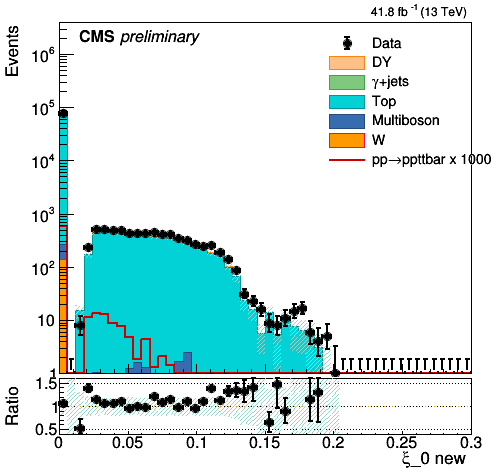 41.8 fb⁻¹ (13 TeV)
CMS preliminary
Events
10⁶
10⁵
10⁴
10³
10²
10
1
Data
DY
γ+jets
Top
Multiboson
W
pp→ppttbar x 1000
Ratio
1.5
1
0.5
0 0.05 0.1 0.15 0.2 0.25 0.3
ξ_0 new